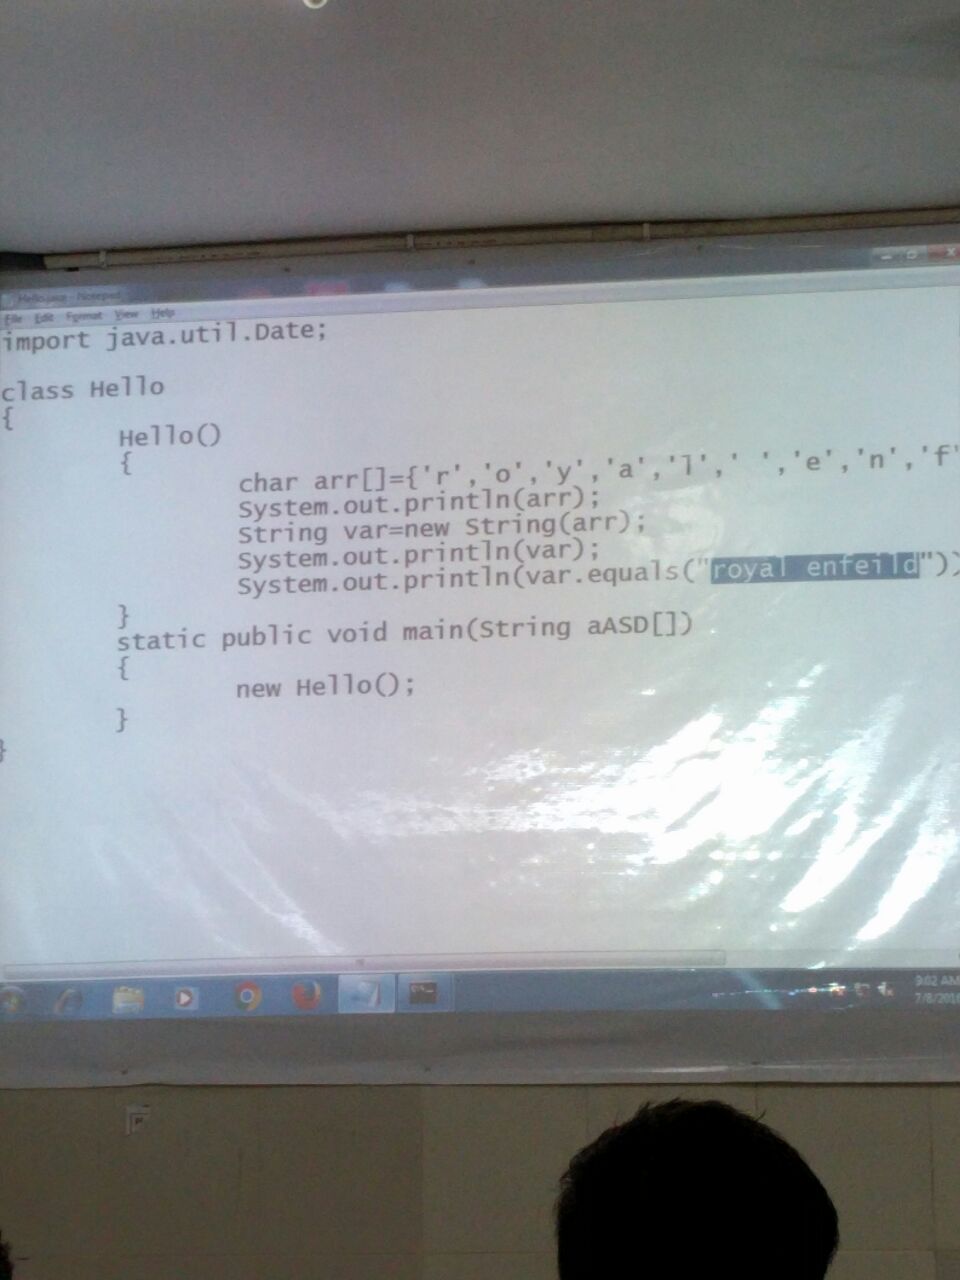 Hello.java - Notepad
File Edit Format View Help
import java.util.Date;
class Hello
{
Hello()
{
char arr[]={'r','o','y','a','l',' ','e','n','f'
System.out.println(arr);
String var=new String(arr);
System.out.println(var);
System.out.println(var.equals("royal enfeild"))
}
static public void main(String aASD[])
{
new Hello();
}
}
9:02 AM
7/8/2016